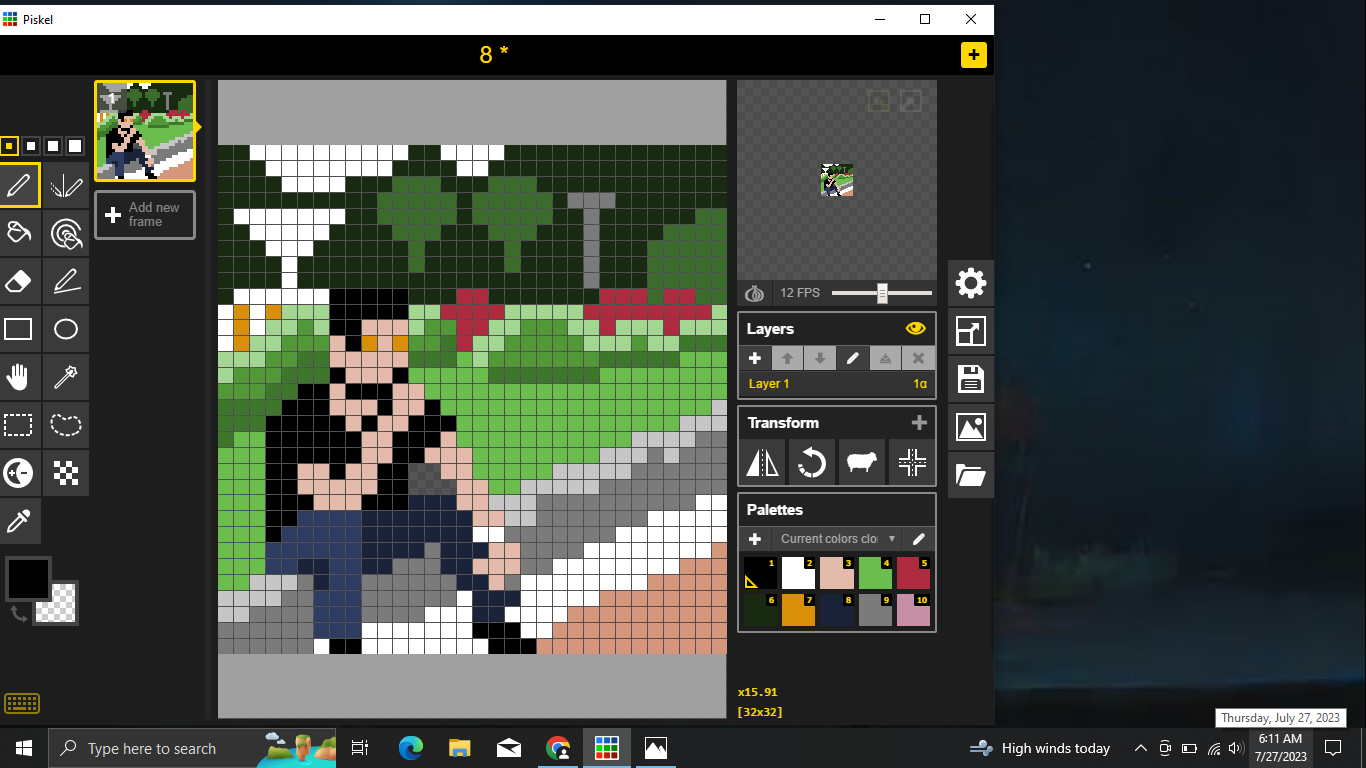 Piskel
8 *
1
Add new
frame
12 FPS
Layers
Layer 1
1α
Transform
Palettes
Current colors clo
1
2
3
4
5
6
7
8
9
10
x15.91
[32x32]
Thursday, July 27, 2023
Type here to search
High winds today
6:11 AM
7/27/2023